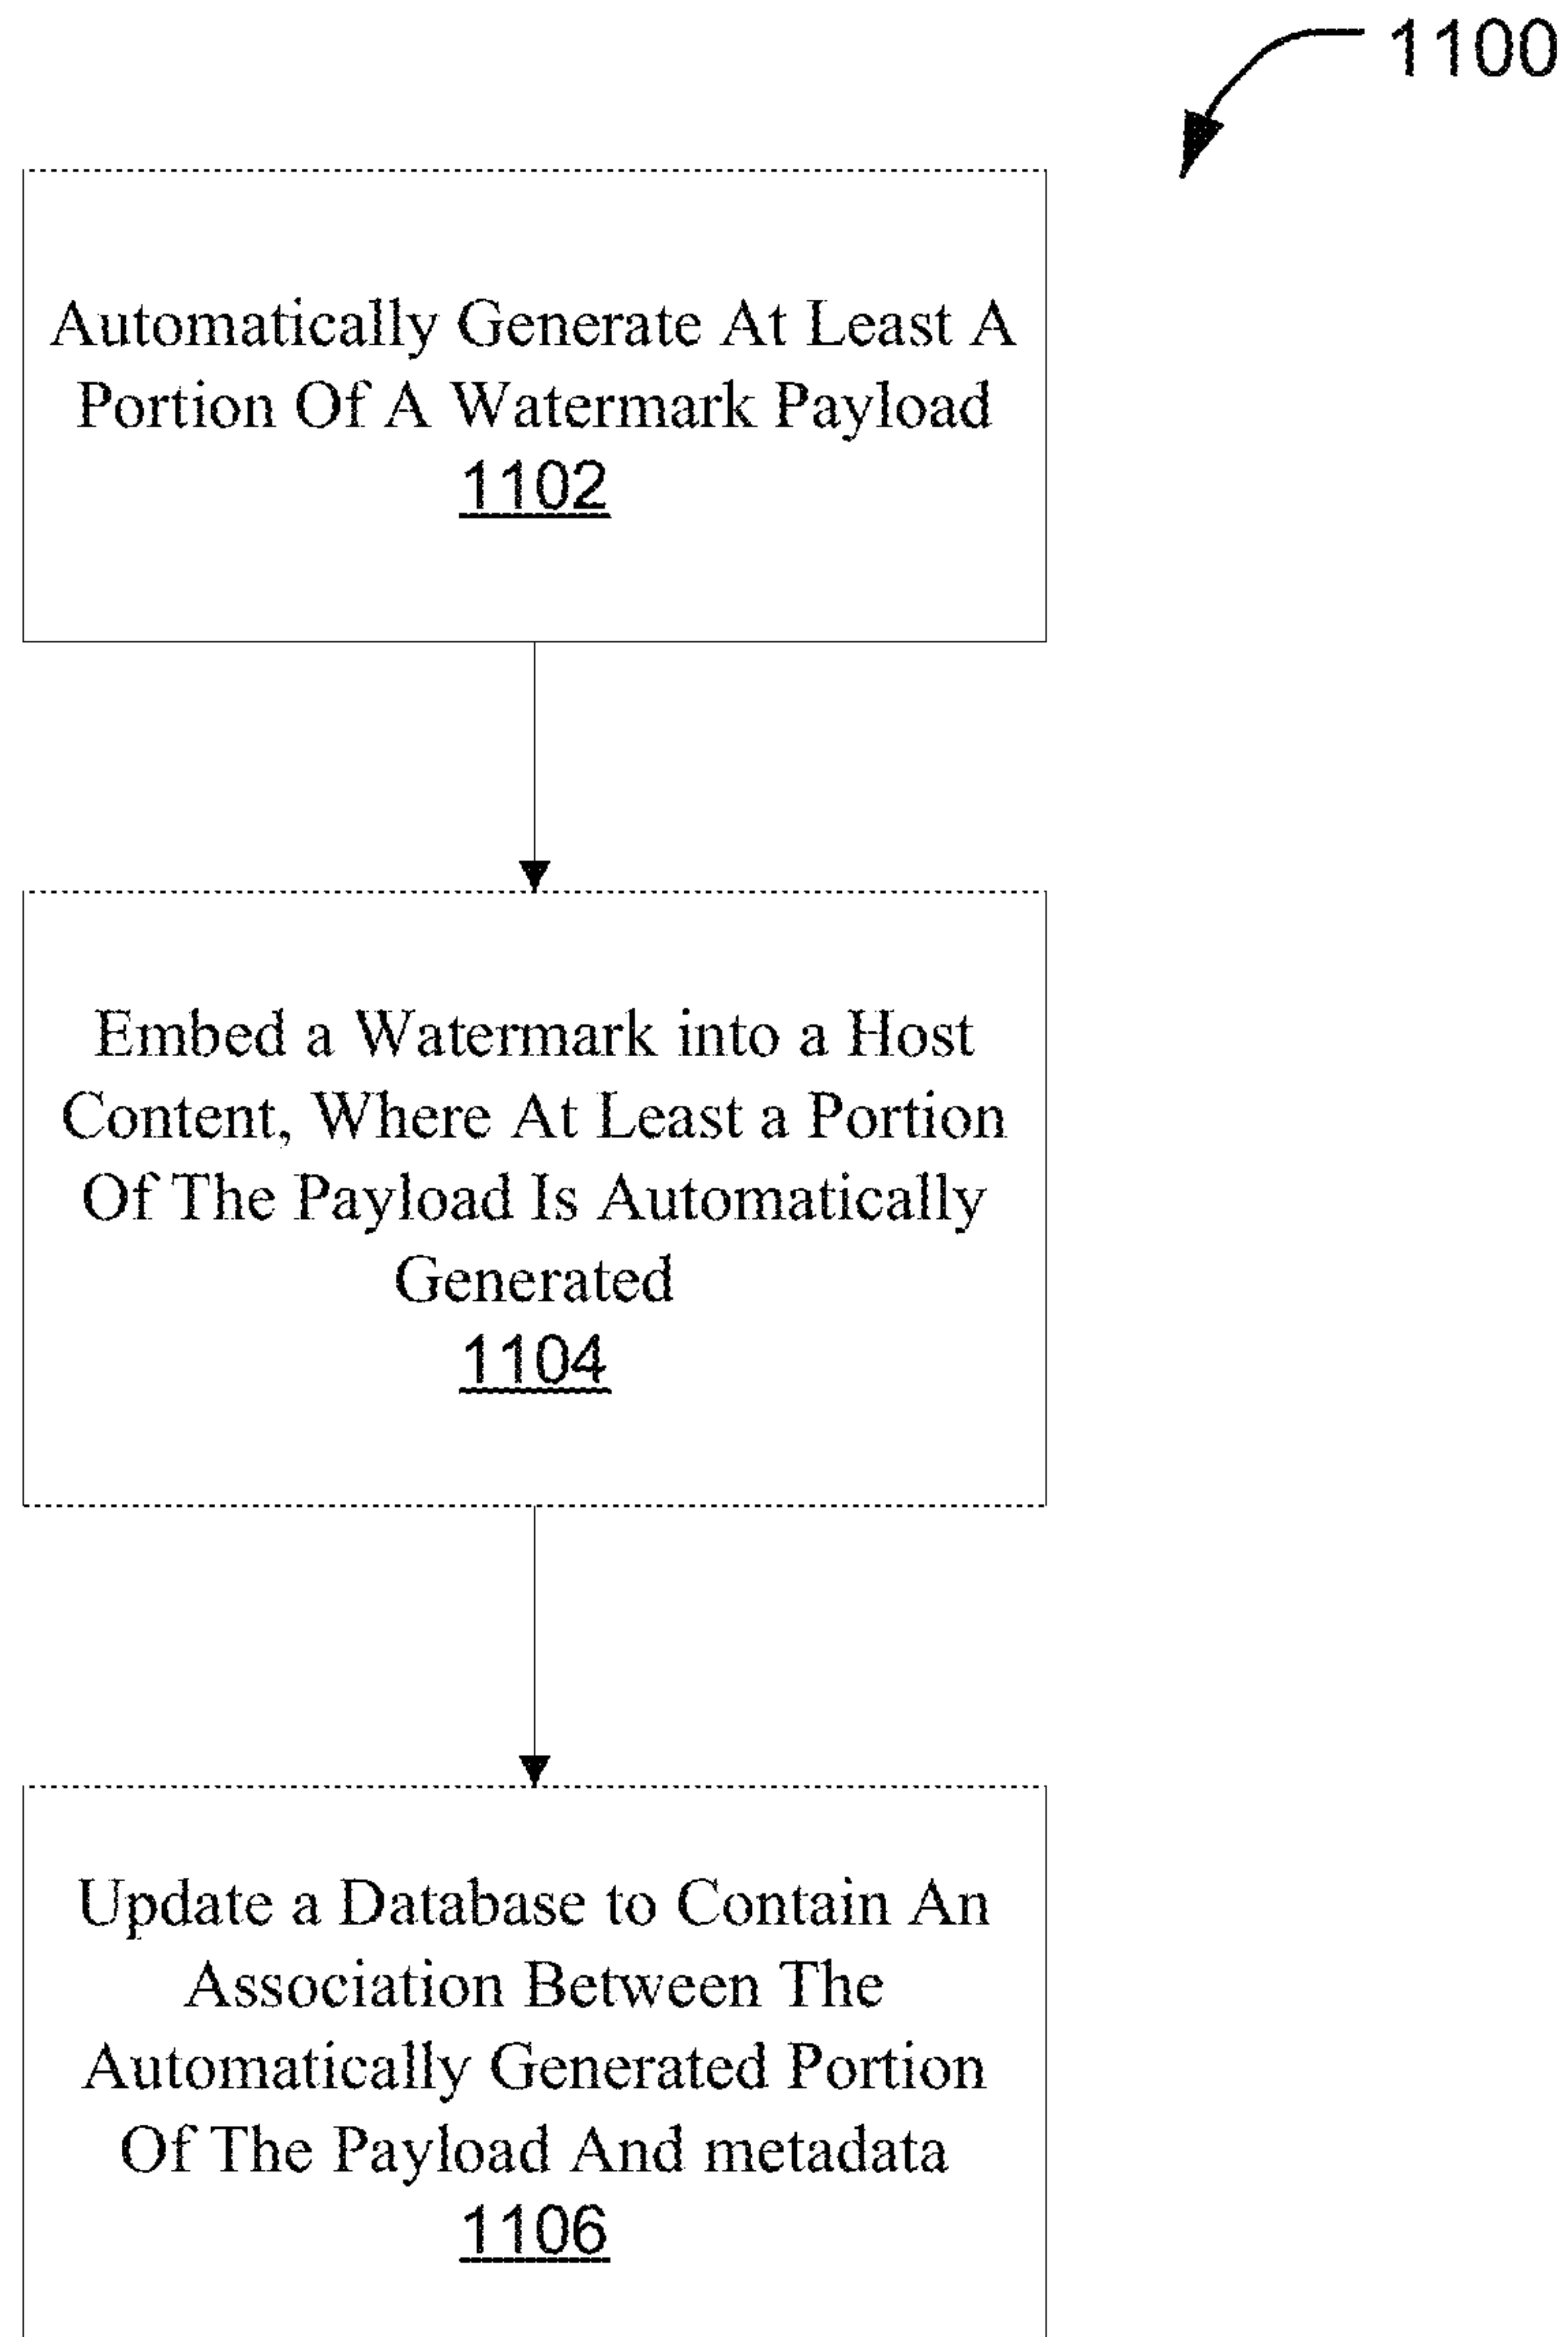 1100
Automatically Generate At Least A
Portion Of A Watermark Payload
1102
Embed a Watermark into a Host
Content, Where At Least a Portion
Of The Payload Is Automatically
Generated
1104
Update a Database to Contain An
Association Between The
Automatically Generated Portion
Of The Payload And metadata
1106